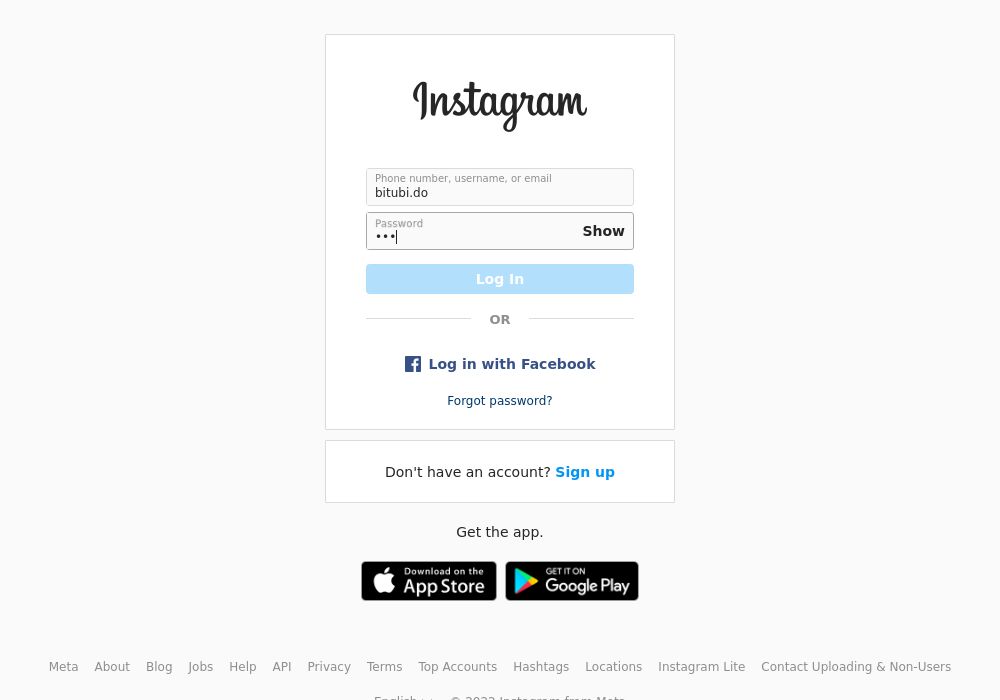 Instagram
Phone number, username, or email
bitubi.do
Password
•••
Show
Log In
OR
Log in with Facebook
Forgot password?
Don't have an account? Sign up
Get the app.
Download on the
App Store
GET IT ON
Google Play
Meta About Blog Jobs Help API Privacy Terms Top Accounts Hashtags Locations Instagram Lite Contact Uploading & Non-Users
English © 2022 Instagram from Meta